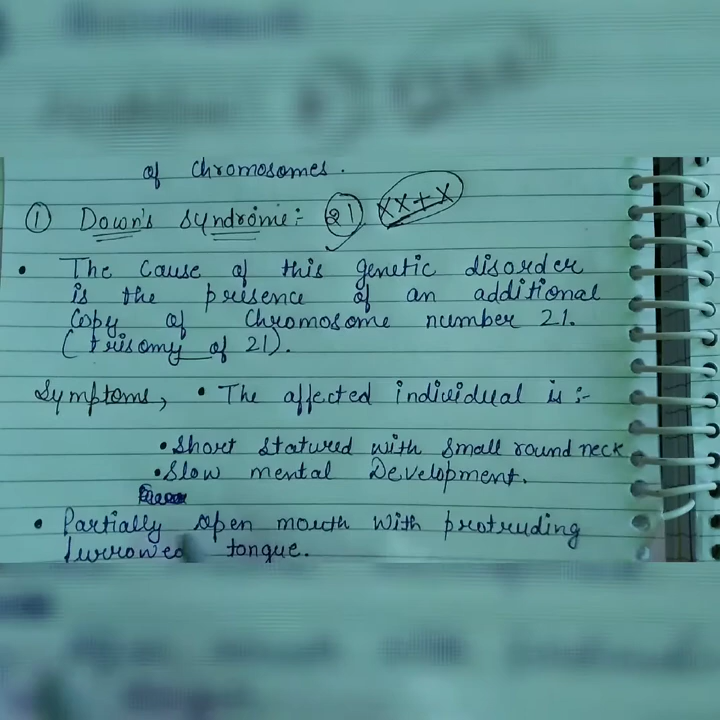 of chromosomes.
① Down's syndrome:- 21 XX+X
• The cause of this genetic disorder
is the presence of an additional
copy of chromosome number 21.
(trisomy of 21).
Symptoms, • The affected individual is :-
• Short statured with small round neck
• Slow mental Development.
• Partially open mouth with protruding
furrowed tongue.